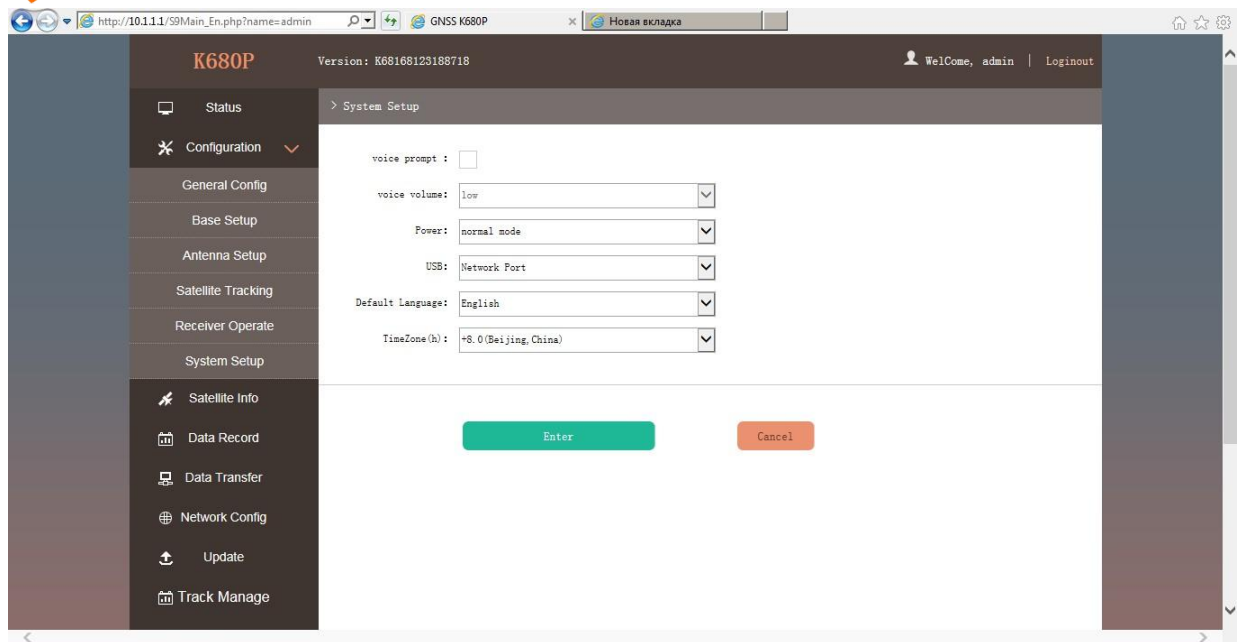 http://10.1.1.1/S9Main_En.php?name=admin
GNSS K680P
Новая вкладка
K680P
Version: K68168123188718
WelCome, admin | Loginout
Status
> System Setup
Configuration
General Config
Base Setup
Antenna Setup
Satellite Tracking
Receiver Operate
System Setup
Satellite Info
Data Record
Data Transfer
Network Config
Update
Track Manage
voice prompt :
voice volume: low
Power: normal mode
USB: Network Port
Default Language: English
TimeZone(h): +8.0(Beijing,China)
Enter
Cancel